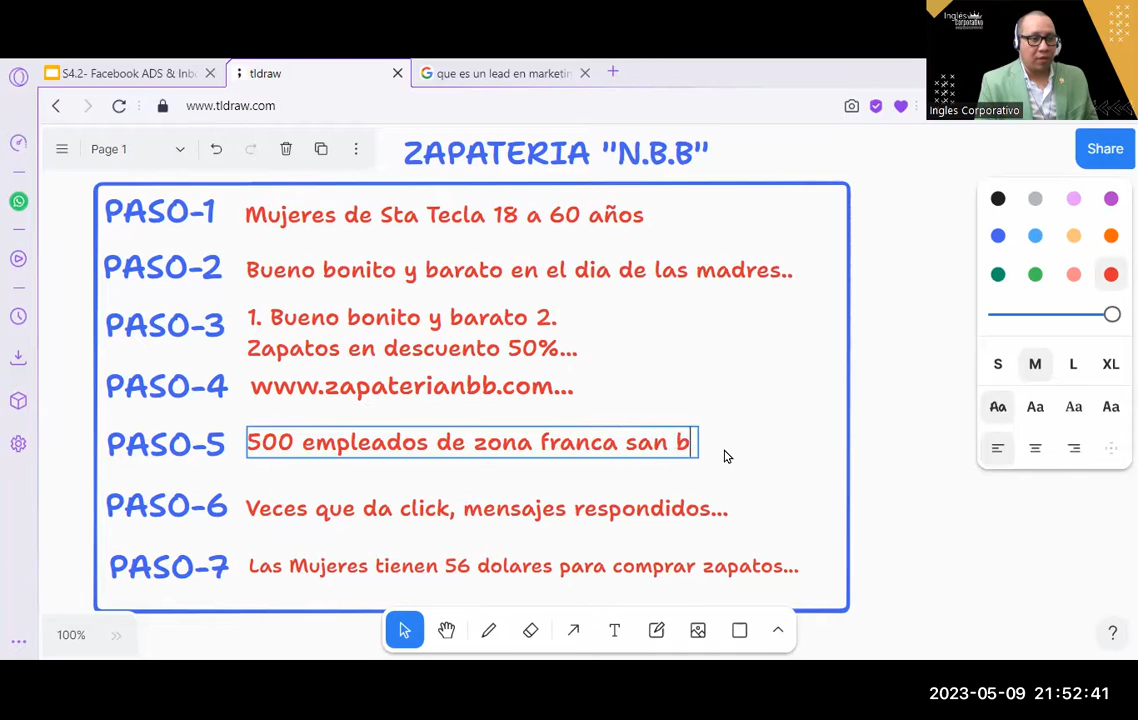 Inglés
Corporativo
S4.2- Facebook ADS & Inb
tldraw
que es un lead en marketin
www.tldraw.com
Ingles Corporativo
Page 1
ZAPATERIA "N.B.B"
Share
PASO-1 Mujeres de Sta Tecla 18 a 60 años
PASO-2 Bueno bonito y barato en el dia de las madres..
PASO-3 1. Bueno bonito y barato 2.
Zapatos en descuento 50%...
PASO-4 www.zapaterianbb.com...
PASO-5 500 empleados de zona franca san b
PASO-6 Veces que da click, mensajes respondidos...
PASO-7 Las Mujeres tienen 56 dolares para comprar zapatos...
S M L XL
Aa Aa Aa Aa
100%
T
?
2023-05-09 21:52:41